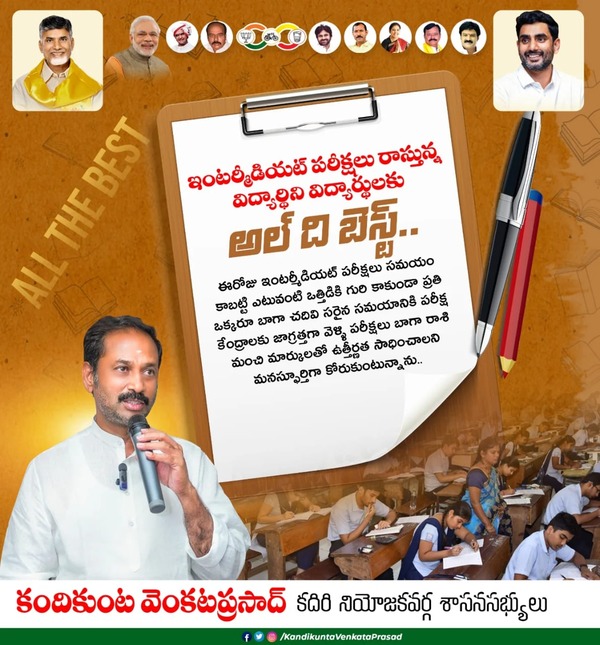 ALL THE BEST
ఇంటర్మీడియట్ పరీక్షలు రాస్తున్న
విద్యార్థిని విద్యార్థులకు
అల్ ది బెస్ట్..
ఈరోజు ఇంటర్మీడియట్ పరీక్షలు సమయం
కాబట్టి ఎటువంటి ఒత్తిడికి గురి కాకుండా ప్రతి
ఒక్కరూ బాగా చదివి సరైన సమయానికి పరీక్ష
కేంద్రాలకు జాగ్రత్తగా వెళ్ళి పరీక్షలు బాగా రాశి
మంచి మార్కులతో ఉత్తీర్ణత సాధించాలని
మనస్ఫూర్తిగా కోరుకుంటున్నాను..
కందికుంట వెంకటప్రసాద్ కదిరి నియోజకవర్గ శాసనసభ్యులు
/KandikuntaVenkataPrasad